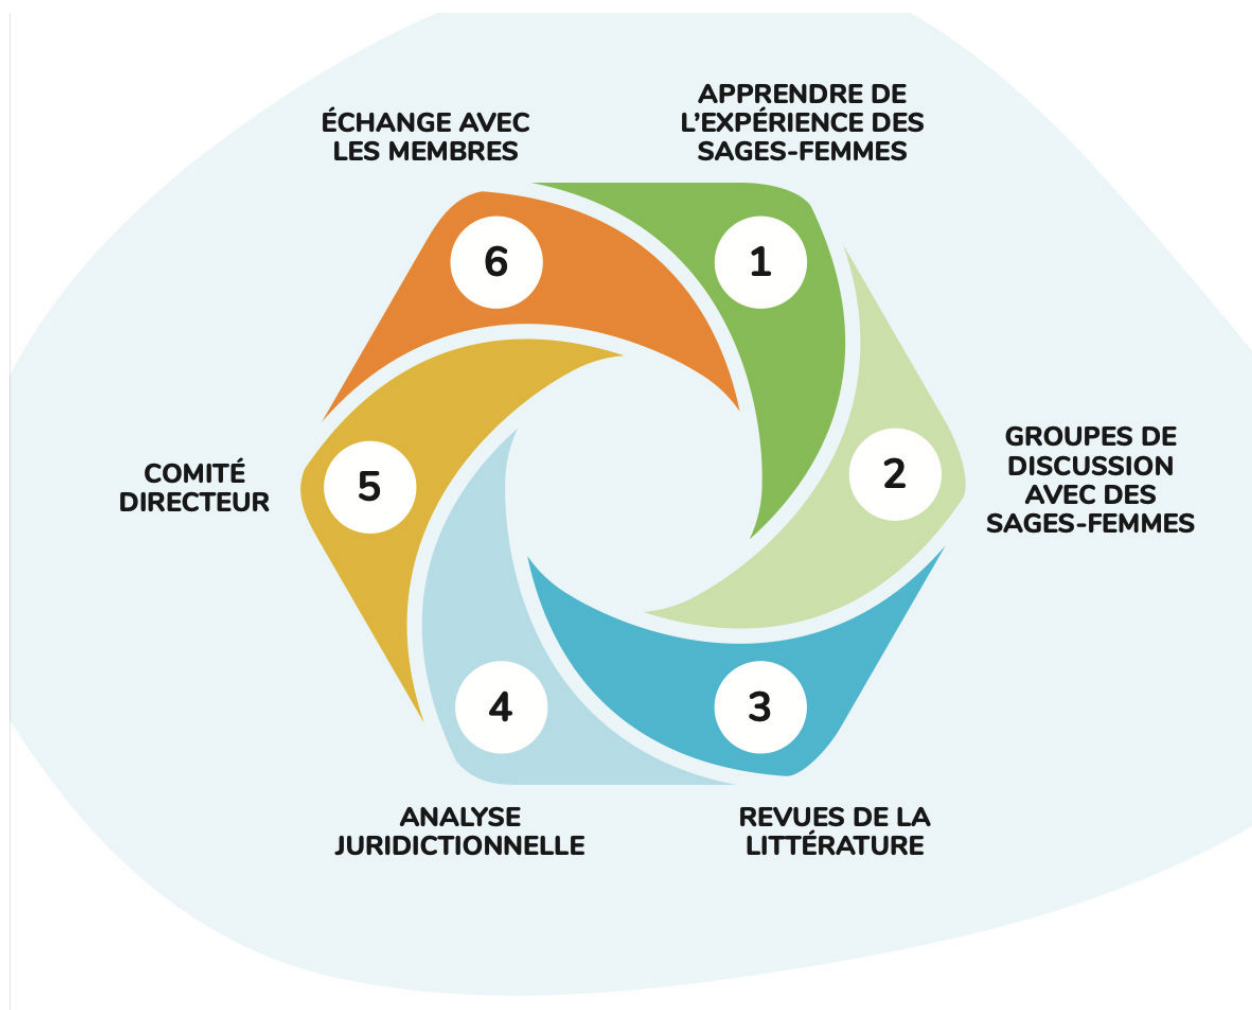 APPRENDRE DE
L'EXPÉRIENCE DES
SAGES-FEMMES
1
GROUPES DE
DISCUSSION
AVEC DES
SAGES-FEMMES
2
REVUES DE LA
LITTÉRATURE
3
ANALYSE
JURIDICTIONNELLE
4
COMITÉ
DIRECTEUR
5
ÉCHANGE AVEC
LES MEMBRES
6